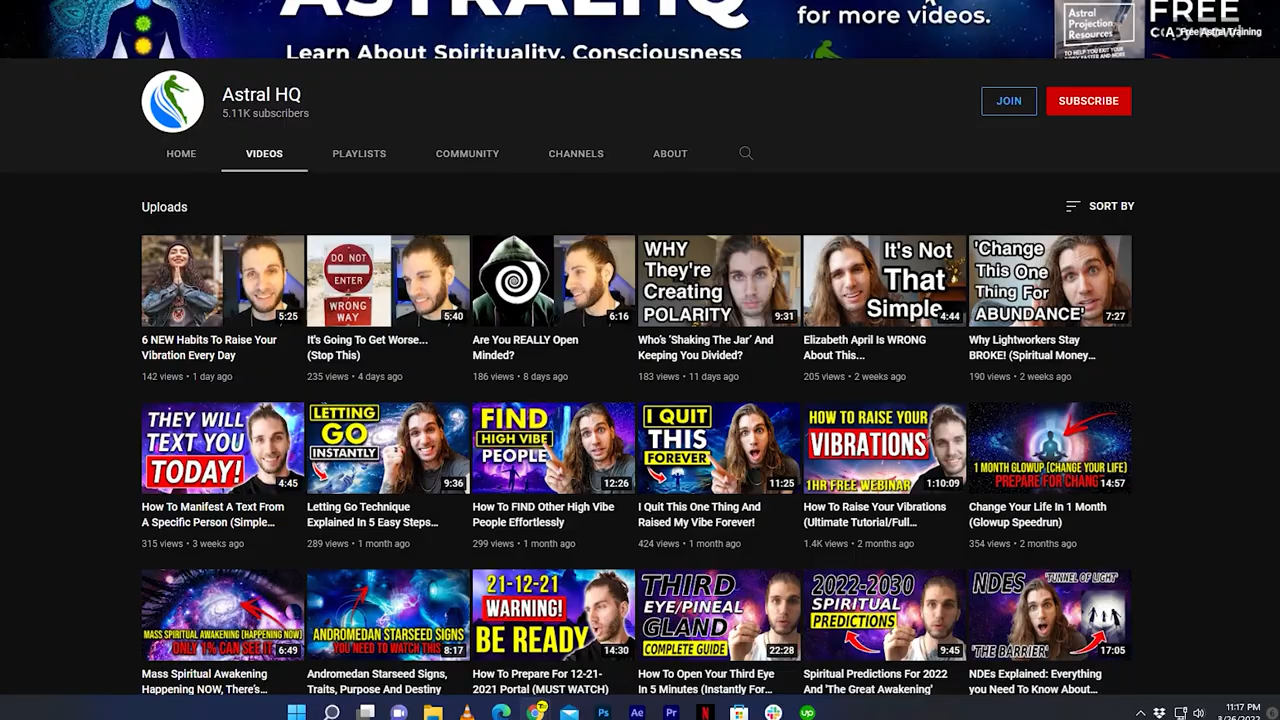 ASTRALHQ
for more videos.
Learn About Spirituality, Consciousness
Astral
Projection
Resources
FREE
Free Astral Training
Astral HQ
5.11K subscribers
JOIN
SUBSCRIBE
HOME
VIDEOS
PLAYLISTS
COMMUNITY
CHANNELS
ABOUT
Uploads
SORT BY
5:25
DO NOT
ENTER
WRONG
WAY
5:40
6:16
WHY
They're
Creating
POLARITY
9:31
It's Not
That
Simple
4:44
'Change
This One
Thing For
ABUNDANCE'
7:27
6 NEW Habits To Raise Your
Vibration Every Day
142 views • 1 day ago
It's Going To Get Worse...
(Stop This)
235 views • 4 days ago
Are You REALLY Open
Minded?
186 views • 8 days ago
Who's 'Shaking The Jar' And
Keeping You Divided?
183 views • 11 days ago
Elizabeth April Is WRONG
About This...
205 views • 2 weeks ago
Why Lightworkers Stay
BROKE! (Spiritual Money...
190 views • 2 weeks ago
THEY WILL
TEXT YOU
TODAY!
4:45
LETTING
GO
INSTANTLY
9:36
FIND
HIGH VIBE
PEOPLE
12:26
I QUIT
THIS
FOREVER
11:25
HOW TO RAISE YOUR
VIBRATIONS
1HR FREE WEBINAR
1:10:09
1 MONTH GLOWUP (CHANGE YOUR LIFE)
PREPARE FOR CHANG
14:57
How To Manifest A Text From
A Specific Person (Simple...
315 views • 3 weeks ago
Letting Go Technique
Explained In 5 Easy Steps...
289 views • 1 month ago
How To FIND Other High Vibe
People Effortlessly
299 views • 1 month ago
I Quit This One Thing And
Raised My Vibe Forever!
424 views • 1 month ago
How To Raise Your Vibrations
(Ultimate Tutorial/Full...
1.4K views • 2 months ago
Change Your Life In 1 Month
(Glowup Speedrun)
354 views • 2 months ago
MASS SPIRITUAL AWAKENING (HAPPENING NOW)
ONLY 1% CAN SEE IT
6:49
ANDROMEDAN STARSEED SIGNS
YOU NEED TO WATCH THIS
8:17
21-12-21
WARNING!
BE READY
14:30
THIRD
EYE/PINEAL
GLAND
COMPLETE GUIDE
22:28
2022-2030
SPIRITUAL
PREDICTIONS
9:45
NDES
'TUNNEL OF LIGHT'
'THE BARRIER'
17:05
Mass Spiritual Awakening
Happening NOW, There's...
Andromedan Starseed Signs,
Traits, Purpose And Destiny
How To Prepare For 12-21-
2021 Portal (MUST WATCH)
How To Open Your Third Eye
In 5 Minutes (Instantly For...
Spiritual Predictions For 2022
And 'The Great Awakening'
NDEs Explained: Everything
you Need To Know About...
Ps
Ae
Pr
N
up
11:17 PM